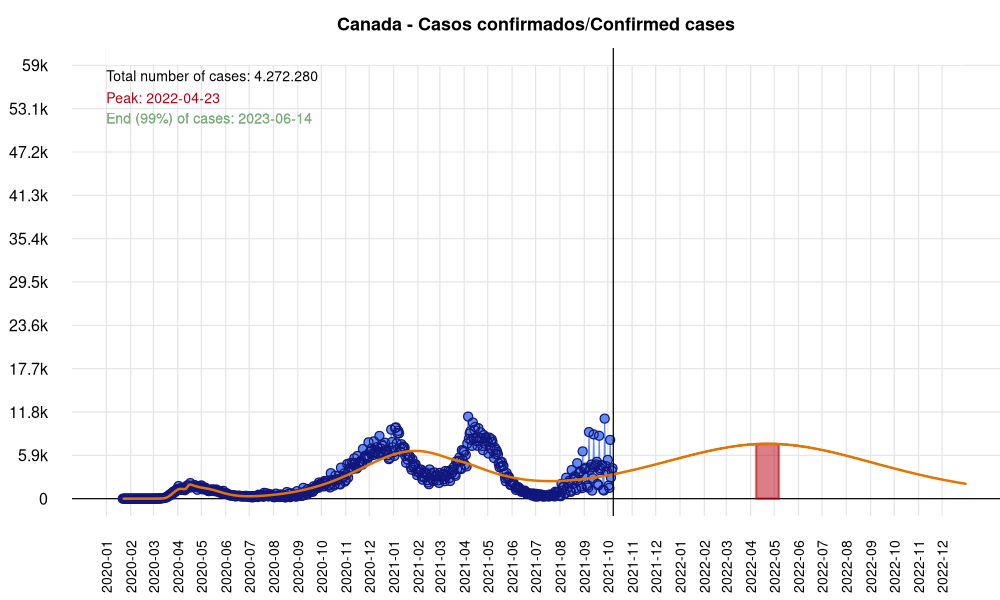 Canada - Casos confirmados/Confirmed cases
Total number of cases: 4.272.280
Peak: 2022-04-23
End (99%) of cases: 2023-06-14
59k
53.1k
47.2k
41.3k
35.4k
29.5k
23.6k
17.7k
11.8k
5.9k
0
2020-01
2020-02
2020-03
2020-04
2020-05
2020-06
2020-07
2020-08
2020-09
2020-10
2020-11
2020-12
2021-01
2021-03
2021-04
2021-05
2021-06
2021-07
2021-08
2021-09
2021-10
2021-11
2021-12
2022-01
2022-02
2022-03
2022-04
2022-05
2022-06
2022-07
2022-08
2022-09
2022-10
2022-11
2022-12